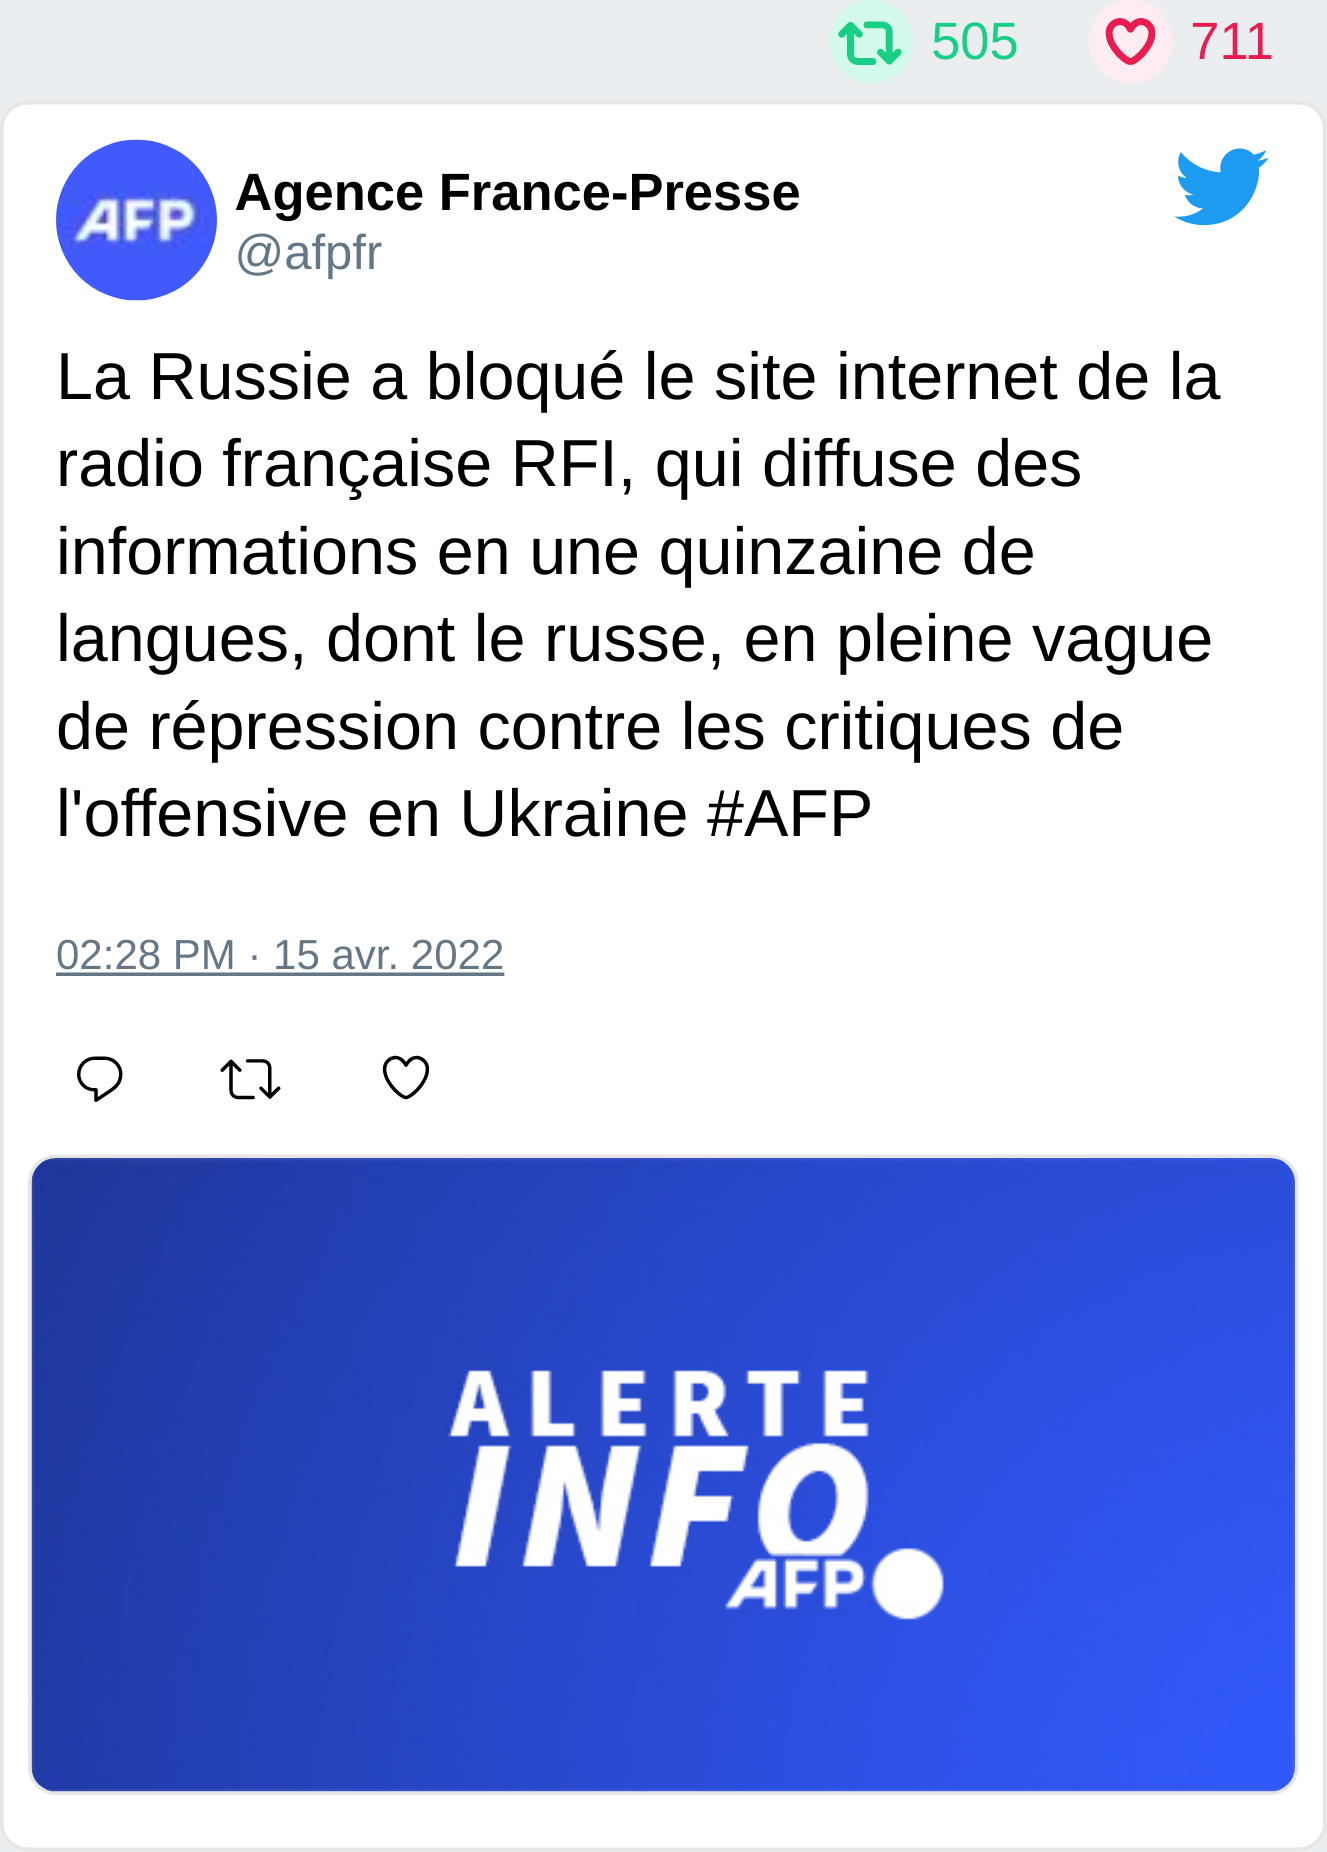 505 711
AFP
Agence France-Presse
@afpfr
La Russie a bloqué le site internet de la
radio française RFI, qui diffuse des
informations en une quinzaine de
langues, dont le russe, en pleine vague
de répression contre les critiques de
l'offensive en Ukraine #AFP
02:28 PM · 15 avr. 2022
ALERTE
INFO
AFP